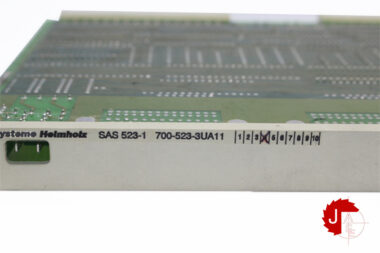 ysteme Helmholz SAS 523-1 700-523-3UA11 1 2 3 4 5 6 7 8 9 10
J